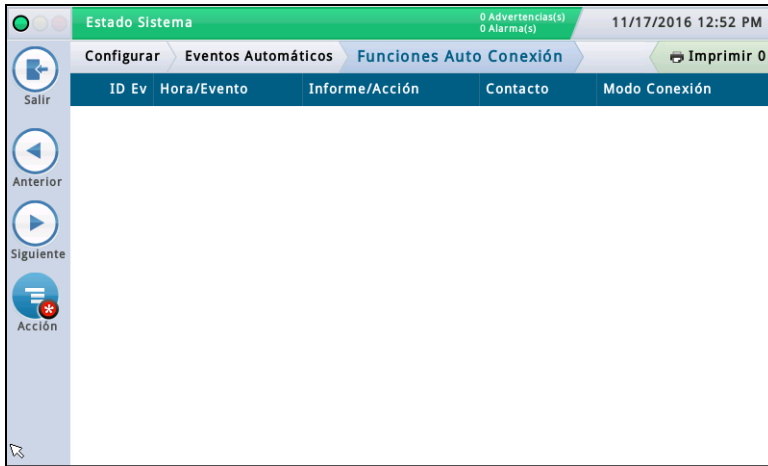 Estado Sistema
0 Advertencias(s)
0 Alarma(s)
11/17/2016 12:52 PM
Configurar
Eventos Automáticos
Funciones Auto Conexión
Imprimir 0
Salir
ID Ev
Hora/Evento
Informe/Acción
Contacto
Modo Conexión
Anterior
Siguiente
Acción